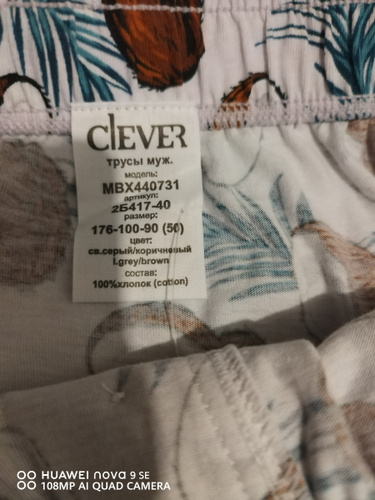 ClEVER
трусы муж.
модель:
MBX440731
артикул:
2Б417-40
размер:
176-100-90 (50)
цвет:
св.серый/коричневый
l.grey/brown
состав:
100%хлопок (cotton)
HUAWEI nova 9 SE
108MP AI QUAD CAMERA